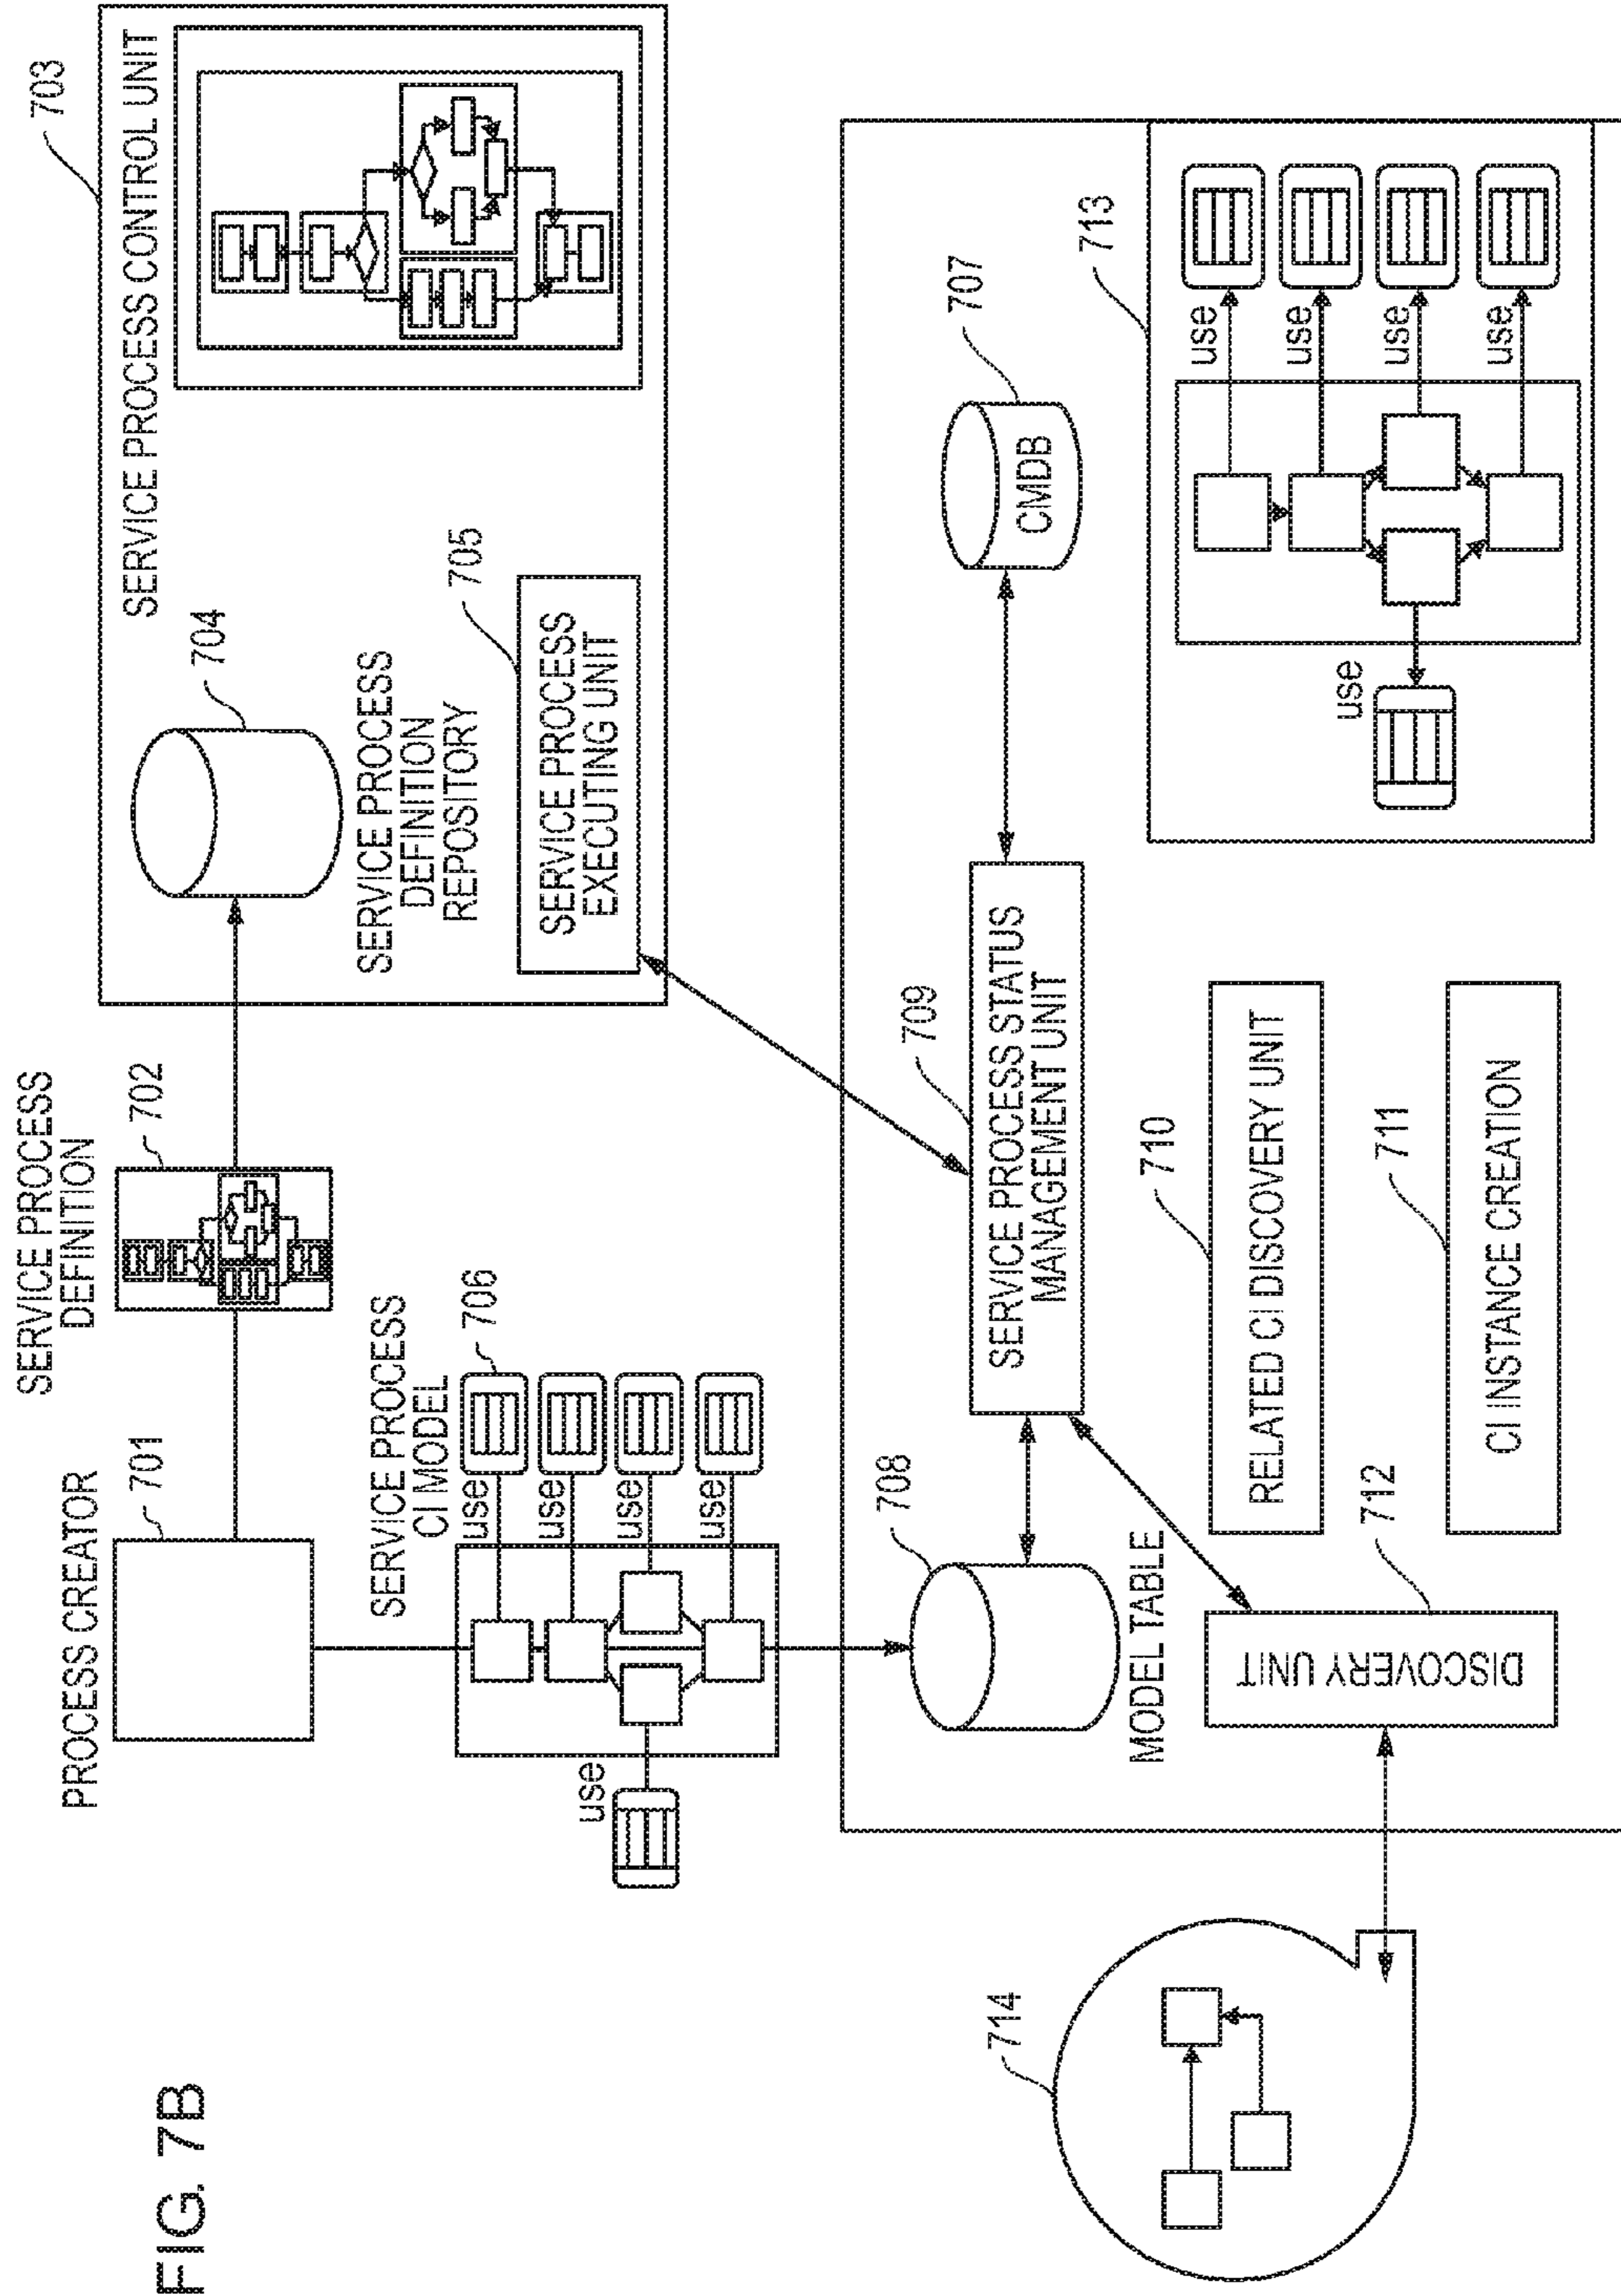 FIG. 7B
PROCESS CREATOR
701
SERVICE PROCESS
DEFINITION
702
SERVICE PROCESS CONTROL UNIT
703
704
SERVICE PROCESS
DEFINITION
REPOSITORY
705
SERVICE PROCESS
EXECUTING UNIT
SERVICE PROCESS
CI MODEL
706
use
use
use
use
use
708
MODEL TABLE
709
SERVICE PROCESS STATUS
MANAGEMENT UNIT
707
CMDB
710
RELATED CI DISCOVERY UNIT
711
CI INSTANCE CREATION
712
DISCOVERY UNIT
713
use
use
use
use
use
714